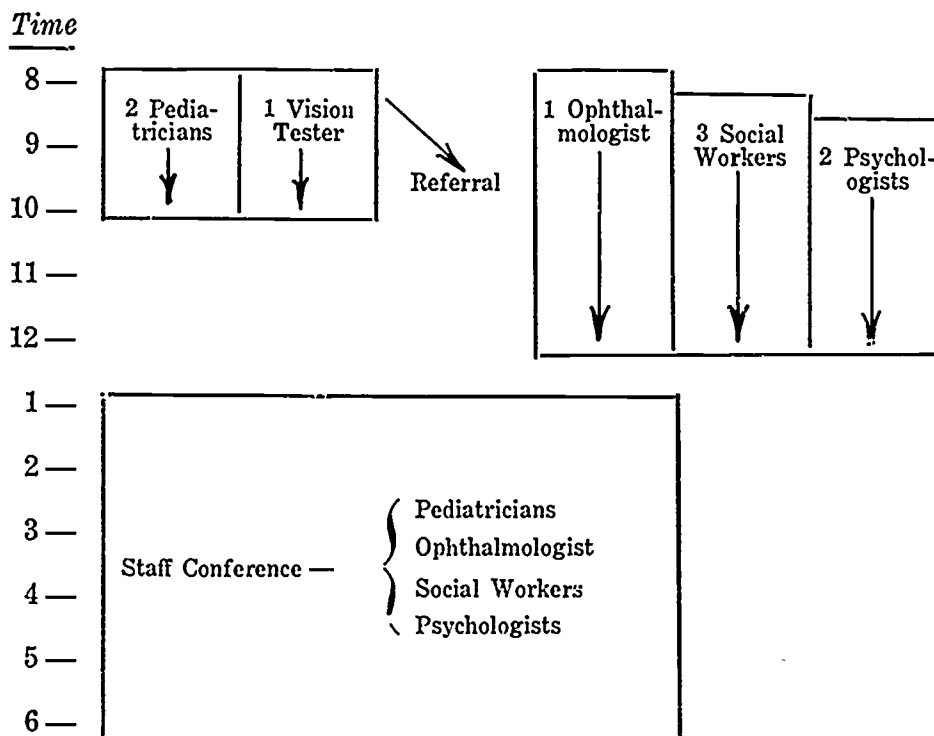 Time
8 —
9 —
10 —
11 —
12 —
1 —
2 —
3 —
4 —
5 —
6 —
2 Pedia-
tricians
1 Vision
Tester
Referral
1 Ophthal-
mologist
3 Social
Workers
2 Psychol-
ogists
Staff Conference —
Pediatricians
Ophthalmologist
Social Workers
Psychologists